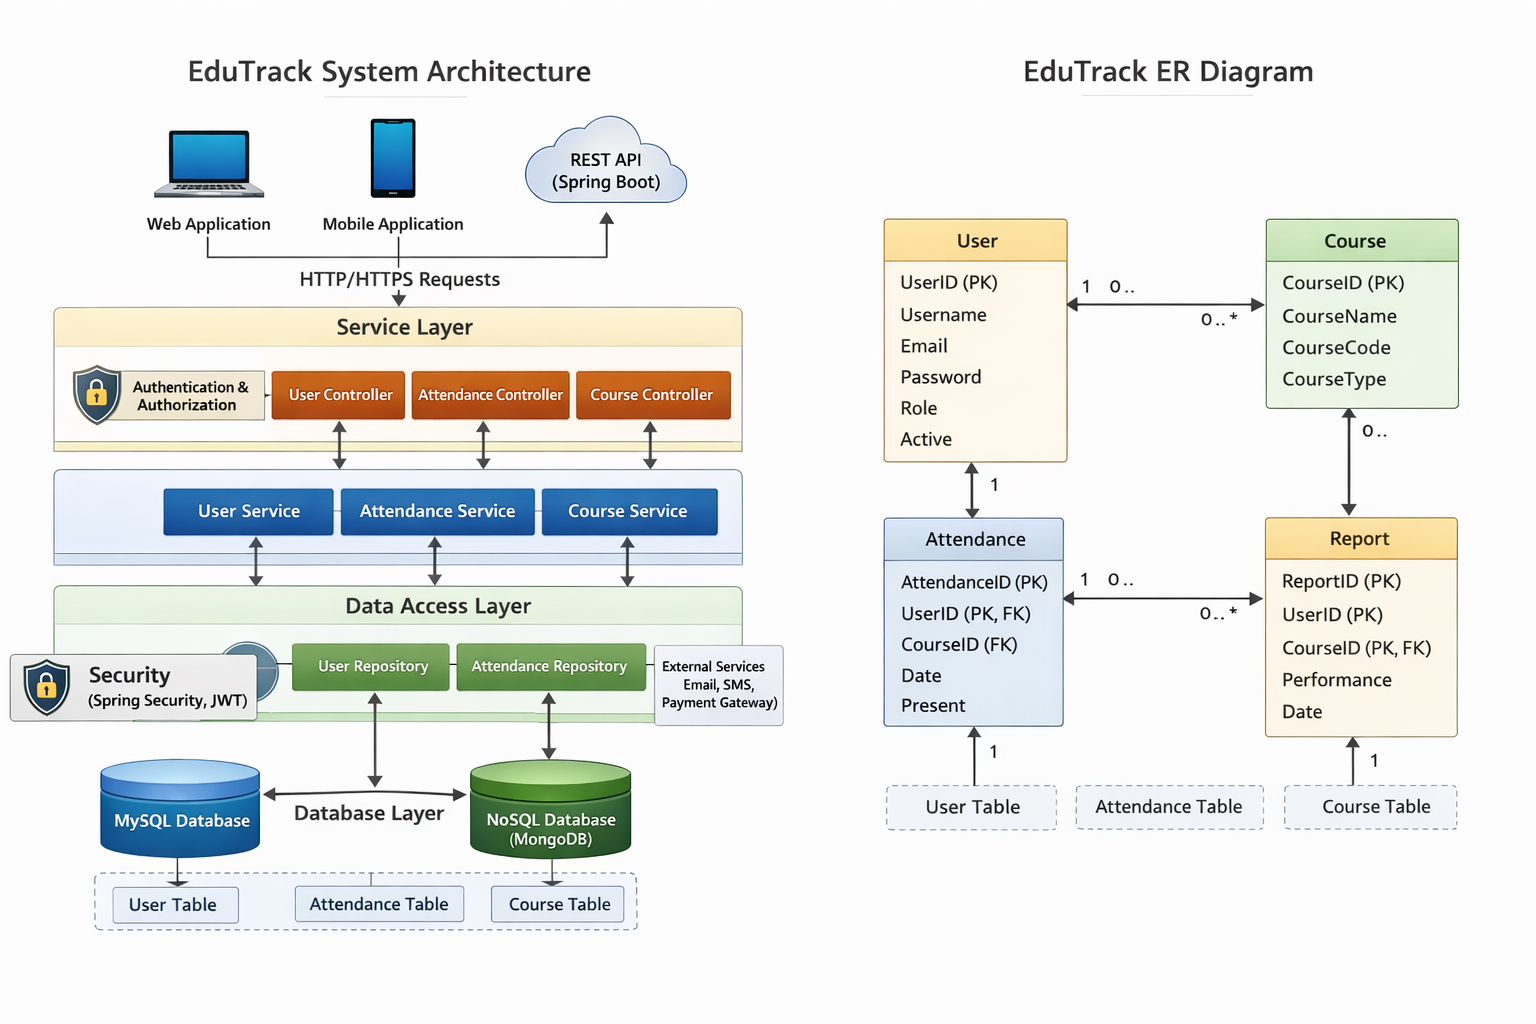 EduTrack System Architecture
REST API
(Spring Boot)
Web Application
Mobile Application
HTTP/HTTPS Requests
Service Layer
Authentication &
Authorization
User Controller
Attendance Controller
Course Controller
User Service
Attendance Service
Course Service
Data Access Layer
Security
(Spring Security, JWT)
User Repository
Attendance Repository
External Services
Email, SMS,
Payment Gateway)
MySQL Database
Database Layer
NoSQL Database
(MongoDB)
User Table
Attendance Table
Course Table
EduTrack ER Diagram
User
UserID (PK)
Username
Email
Password
Role
Active
1 0..
0..*
Course
CourseID (PK)
CourseName
CourseCode
CourseType
1
0..
Attendance
AttendanceID (PK)
UserID (PK, FK)
CourseID (FK)
Date
Present
1 0..
0..*
Report
ReportID (PK)
UserID (PK)
CourseID (PK, FK)
Performance
Date
1
1
User Table
Attendance Table
Course Table